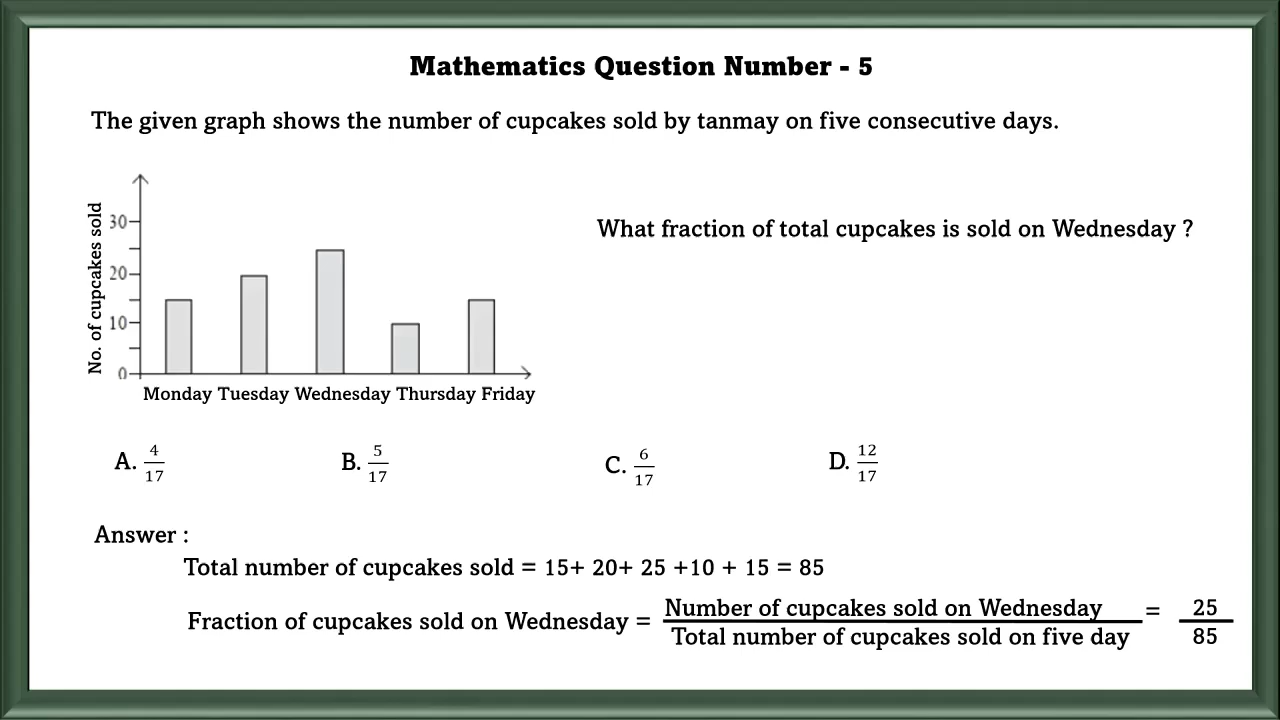 Mathematics Question Number - 5
The given graph shows the number of cupcakes sold by tanmay on five consecutive days.
No. of cupcakes sold
30
20
10
0
Monday Tuesday Wednesday Thursday Friday
What fraction of total cupcakes is sold on Wednesday ?
A. 4/17 B. 5/17 C. 6/17 D. 12/17
Answer :
Total number of cupcakes sold = 15+ 20+ 25 +10 + 15 = 85
Fraction of cupcakes sold on Wednesday = Number of cupcakes sold on Wednesday / Total number of cupcakes sold on five day = 25 / 85